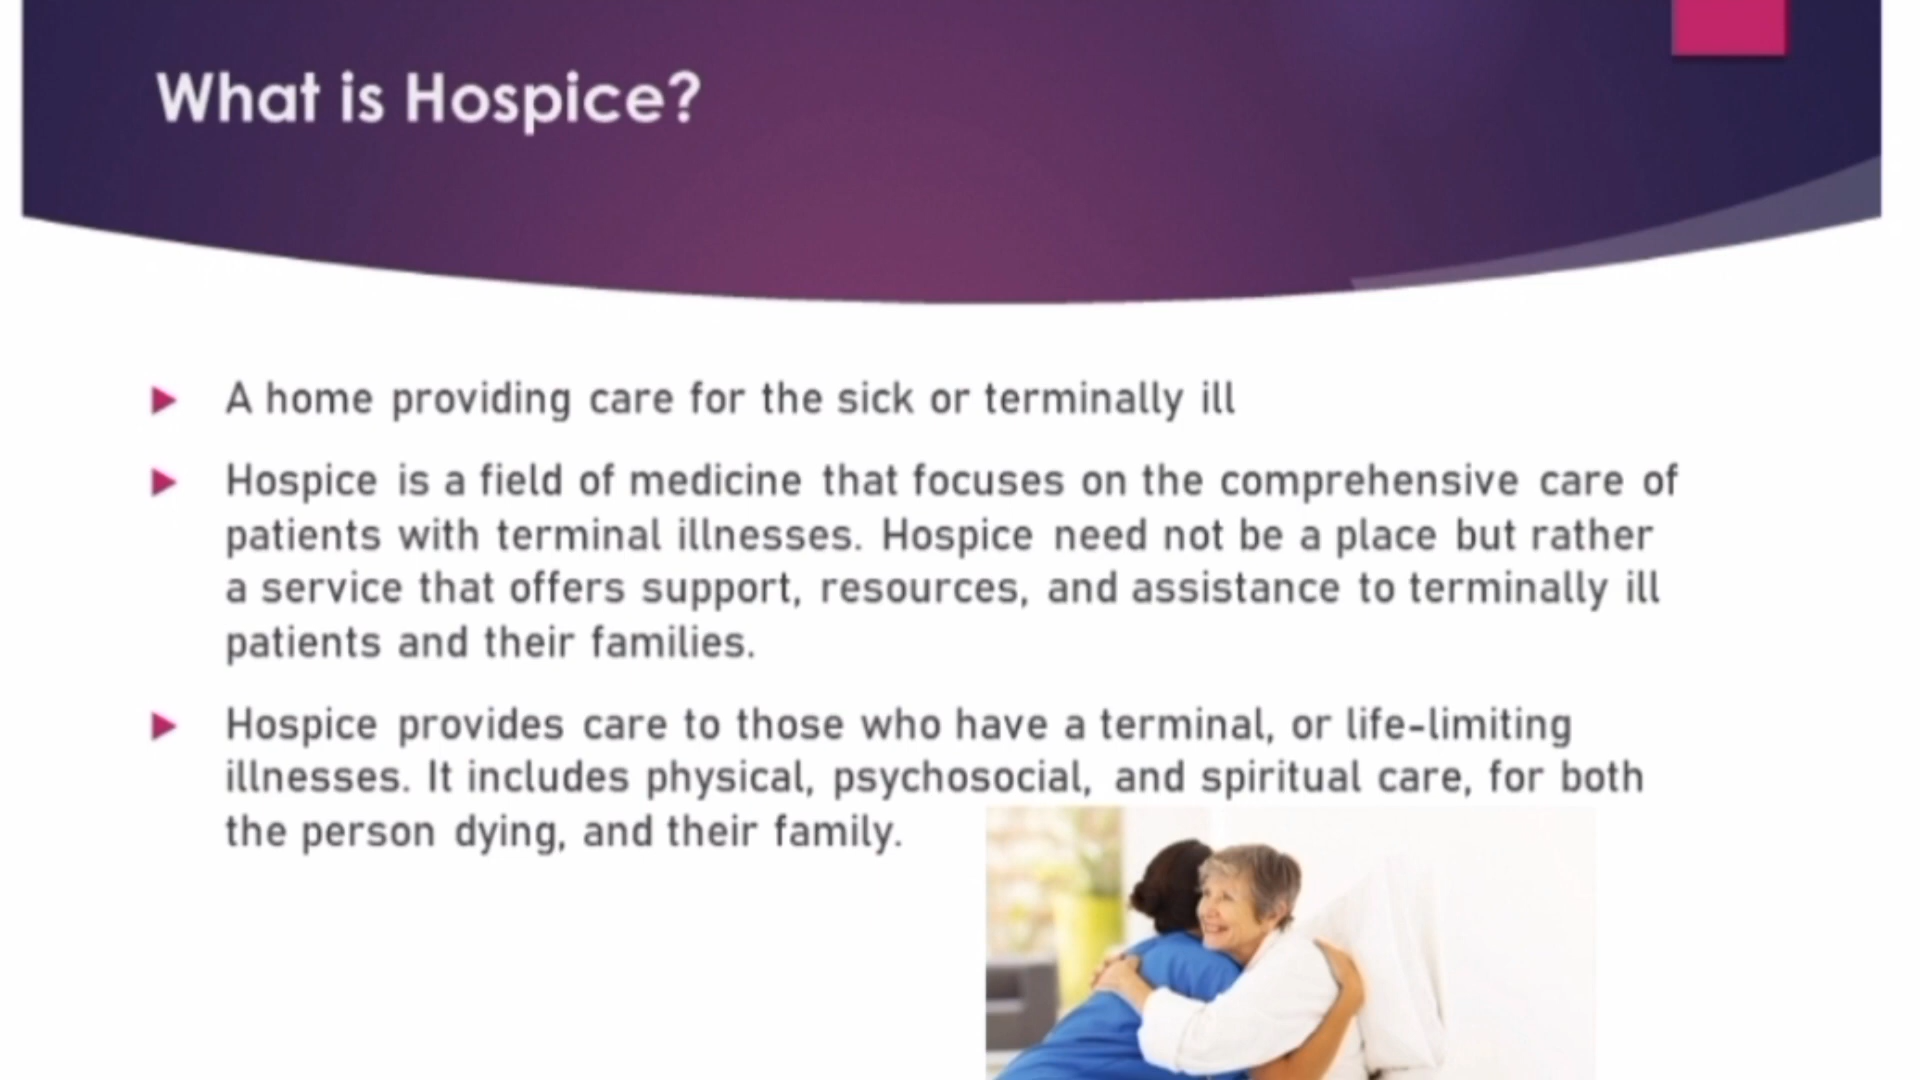 What is Hospice?
A home providing care for the sick or terminally ill
Hospice is a field of medicine that focuses on the comprehensive care of
patients with terminal illnesses. Hospice need not be a place but rather
a service that offers support, resources, and assistance to terminally ill
patients and their families.
Hospice provides care to those who have a terminal, or life-limiting
illnesses. It includes physical, psychosocial, and spiritual care, for both
the person dying, and their family.